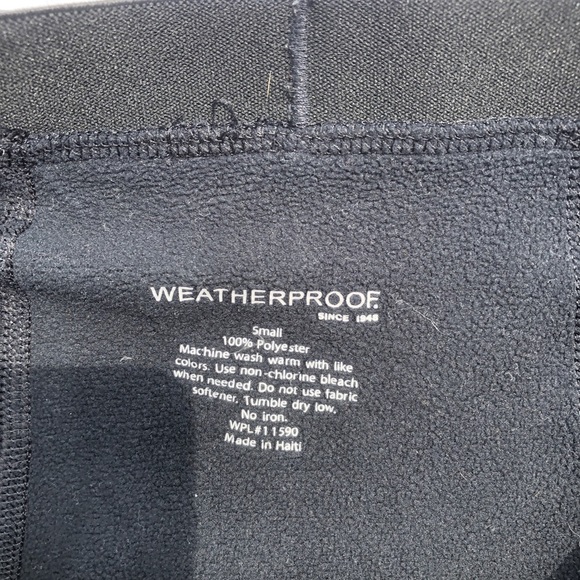 WEATHERPROOF.
SINCE 1948
Small
100% Polyester
Machine wash warm with like
colors. Use non-chlorine bleach
when needed. Do not use fabric
softener. Tumble dry low.
No iron.
WPL#11590
Made in Haiti